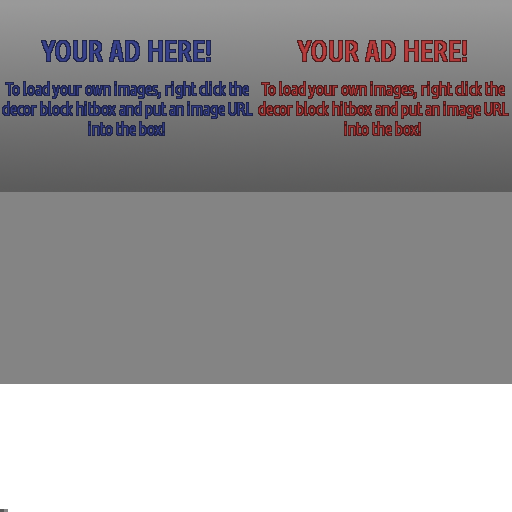 YOUR AD HERE!
To load your own images, right click the
decor block hitbox and put an image URL
into the box!
YOUR AD HERE!
To load your own images, right click the
decor block hitbox and put an image URL
into the box!